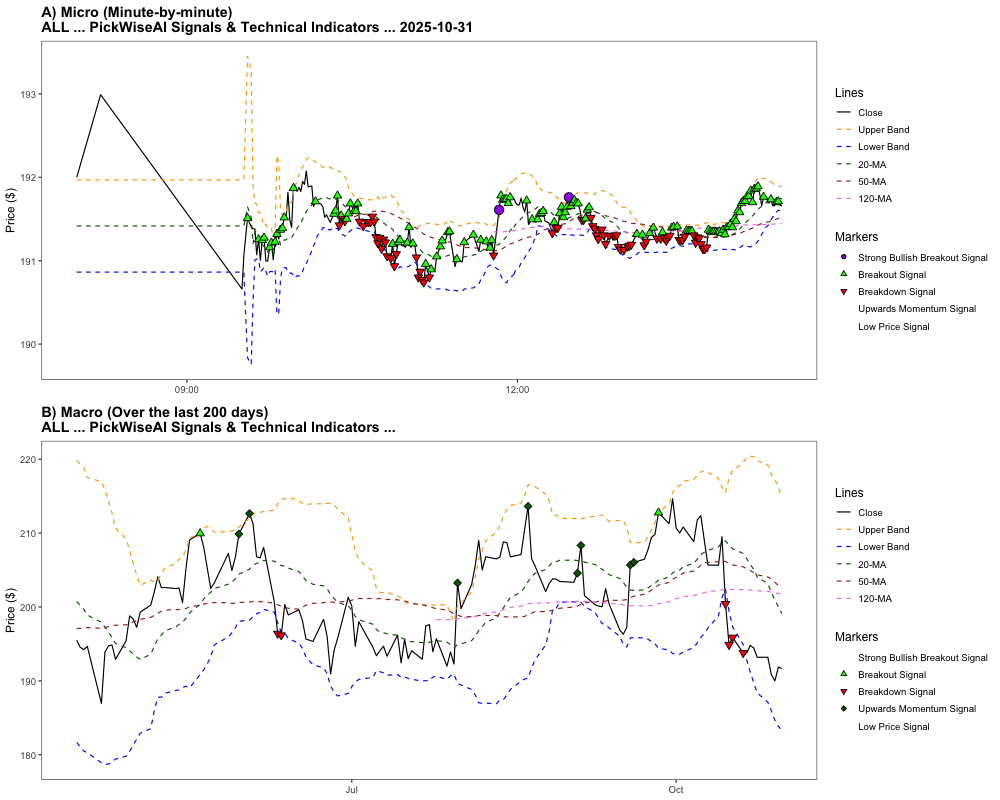 A) Micro (Minute-by-minute)
ALL ... PickWiseAI Signals & Technical Indicators ... 2025-10-31
Price ($)
193
192
191
190
09:00
12:00
Lines
Close
Upper Band
Lower Band
20-MA
50-MA
120-MA
Markers
Strong Bullish Breakout Signal
Breakout Signal
Breakdown Signal
Upwards Momentum Signal
Low Price Signal
B) Macro (Over the last 200 days)
ALL ... PickWiseAI Signals & Technical Indicators ...
Price ($)
220
210
200
190
180
Jul
Oct
Lines
Close
Upper Band
Lower Band
20-MA
50-MA
120-MA
Markers
Strong Bullish Breakout Signal
Breakout Signal
Breakdown Signal
Upwards Momentum Signal
Low Price Signal